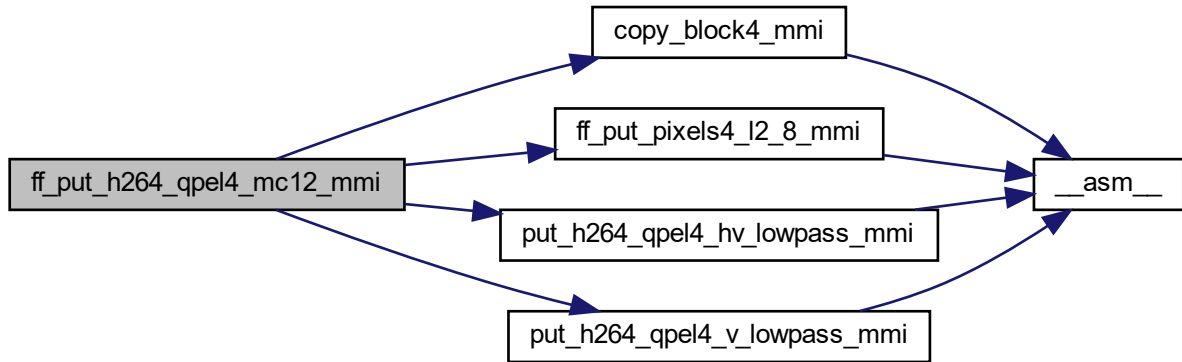 copy_block4_mmi
ff_put_pixels4_l2_8_mmi
ff_put_h264_qpel4_mc12_mmi
__asm__
put_h264_qpel4_hv_lowpass_mmi
put_h264_qpel4_v_lowpass_mmi